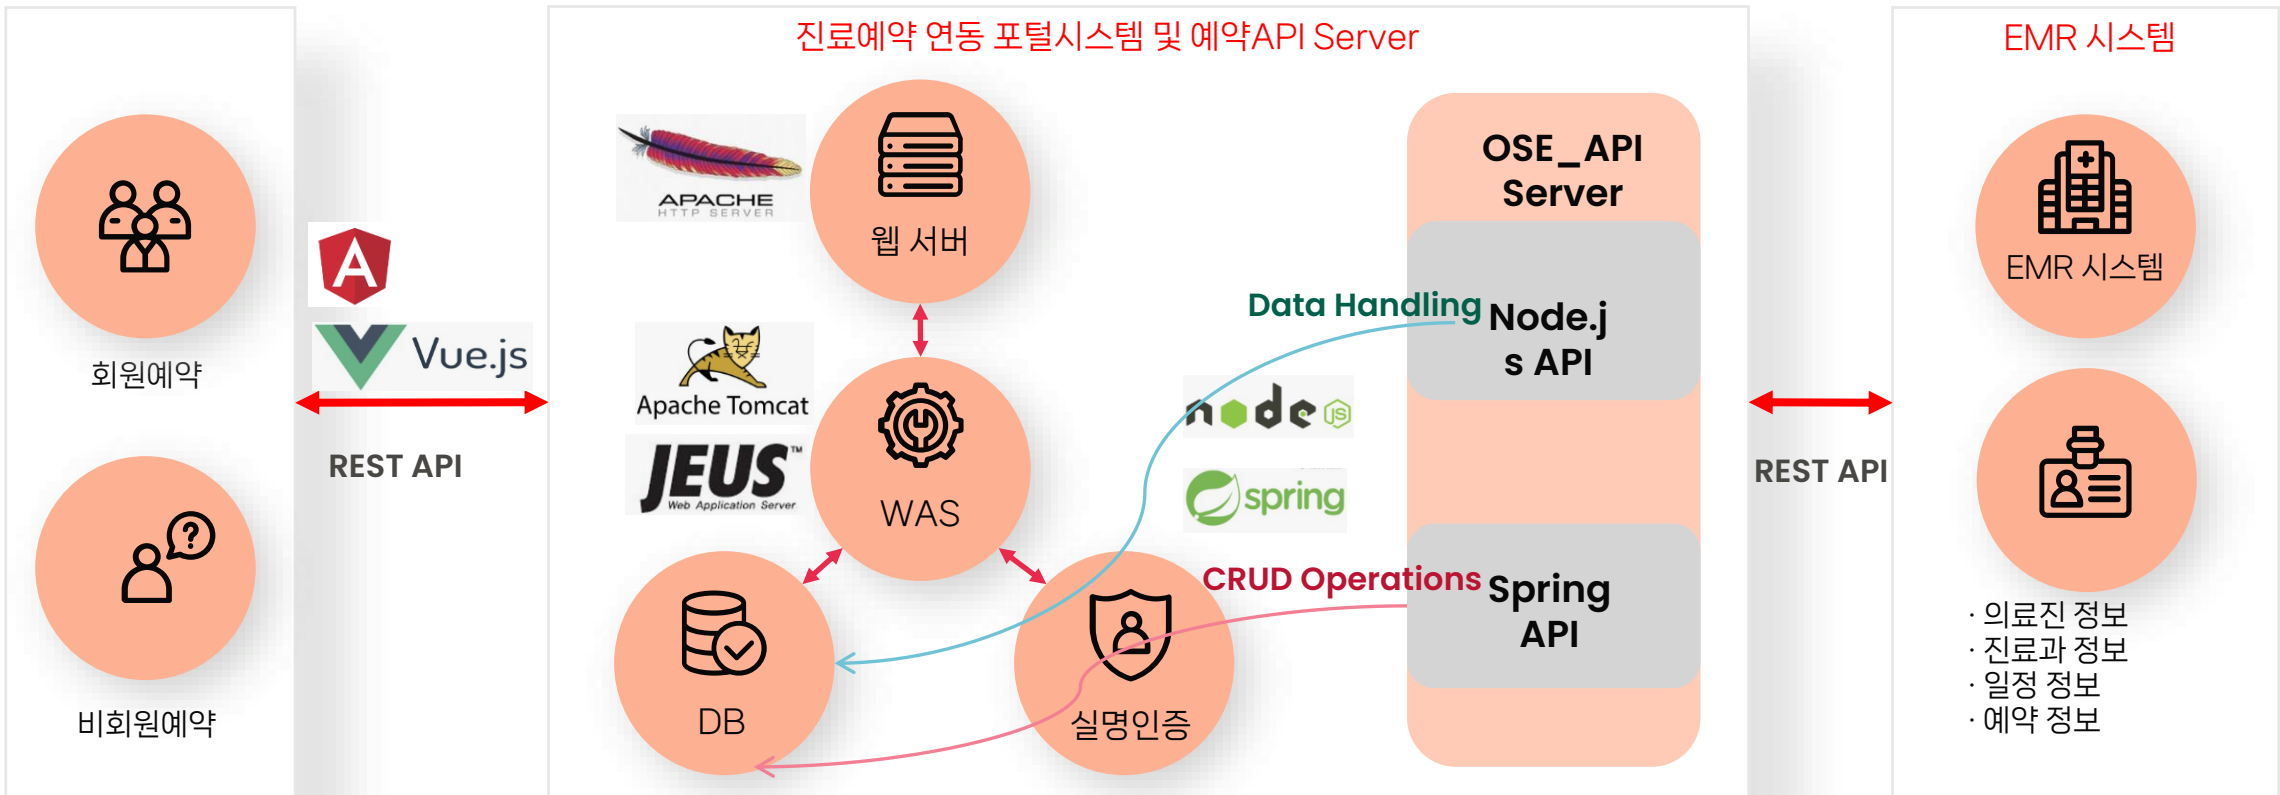 진료예약 연동 포털시스템 및 예약API Server
EMR 시스템
회원예약
비회원예약
A
Vue.js
REST API
APACHE
HTTP SERVER
웹 서버
Apache Tomcat
JEUS™
Web Application Server
WAS
DB
실명인증
node JS
spring
Data Handling
CRUD Operations
OSE_API
Server
Node.j
s API
Spring
API
REST API
EMR 시스템
· 의료진 정보
· 진료과 정보
· 일정 정보
· 예약 정보